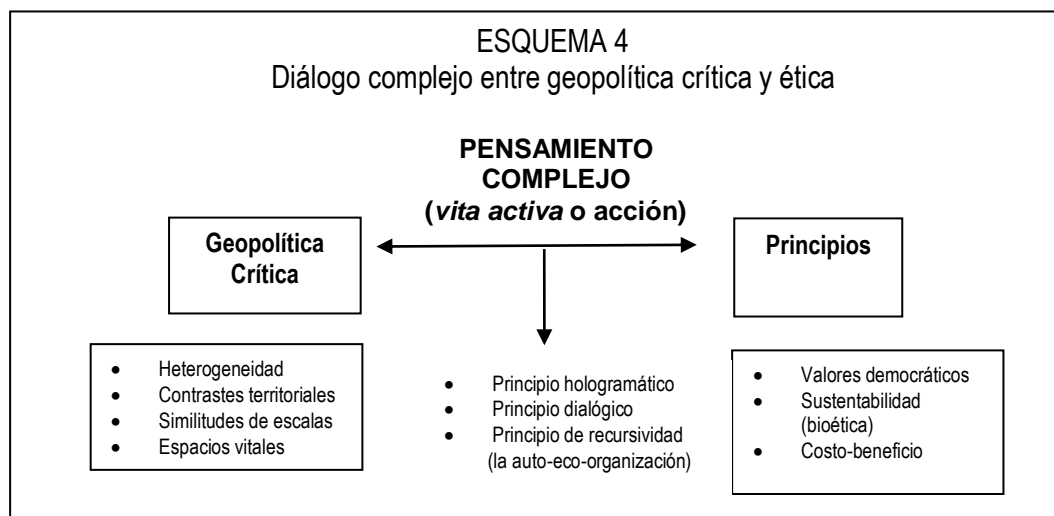 ESQUEMA 4
Diálogo complejo entre geopolítica crítica y ética
PENSAMIENTO
COMPLEJO
(vita activa o acción)
Geopolítica
Crítica
Principios
• Heterogeneidad
• Contrastes territoriales
• Similitudes de escalas
• Espacios vitales
• Principio hologramático
• Principio dialógico
• Principio de recursividad
(la auto-eco-organización)
• Valores democráticos
• Sustentabilidad
(bioética)
• Costo-beneficio